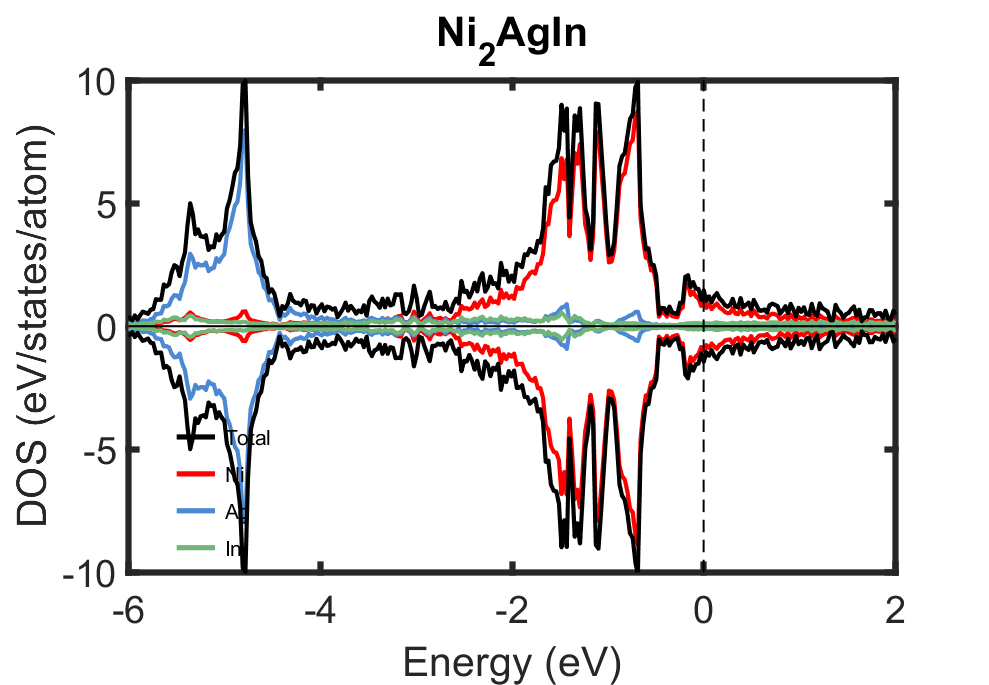 Ni2AgIn
10
5
0
-5
-10
DOS (eV/states/atom)
Total
Ni
Ag
In
-6 -4 -2 0 2
Energy (eV)